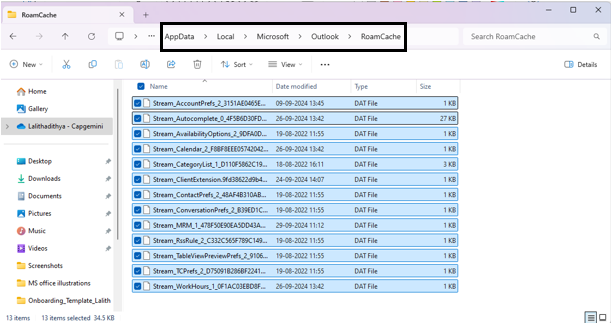 RoamCache
AppData > Local > Microsoft > Outlook > RoamCache
Search RoamCache
New
Sort
View
Details
Name Date modified Type Size
Home
Gallery
Lalithadithya - Capgemini
Desktop
Downloads
Documents
Pictures
Music
Videos
Screenshots
MS office illustrations
Onboarding_Template_Lalith
Stream_AccountPrefs_2_3151AE0465E... 09-09-2024 13:45 DAT File 1 KB
Stream_Autocomplete_0_4F5B6D30FD... 26-09-2024 13:42 DAT File 27 KB
Stream_AvailabilityOptions_2_9DFA0D... 19-08-2022 11:55 DAT File 1 KB
Stream_Calendar_2_F8BF8EEE05742042... 26-09-2024 13:42 DAT File 1 KB
Stream_CategoryList_1_D110F5862C19... 18-08-2022 16:11 DAT File 3 KB
Stream_ClientExtension.9fd38622d9b4... 24-09-2024 14:07 DAT File 1 KB
Stream_ContactPrefs_2_48AF4B310AB... 19-08-2022 11:55 DAT File 1 KB
Stream_ConversationPrefs_2_B39ED1C... 19-08-2022 11:55 DAT File 1 KB
Stream_MRM_1_478F50E90EA5DD43A... 29-09-2024 11:12 DAT File 1 KB
Stream_RssRule_2_C332C565F789C149... 19-08-2022 11:55 DAT File 1 KB
Stream_TableViewPreviewPrefs_2_9106... 19-08-2022 11:55 DAT File 1 KB
Stream_TCPrefs_2_D75091B286BF2241... 19-08-2022 11:55 DAT File 1 KB
Stream_WorkHours_1_0F1AC03EBD8F... 26-09-2024 13:42 DAT File 1 KB
13 items 13 items selected 34.5 KB